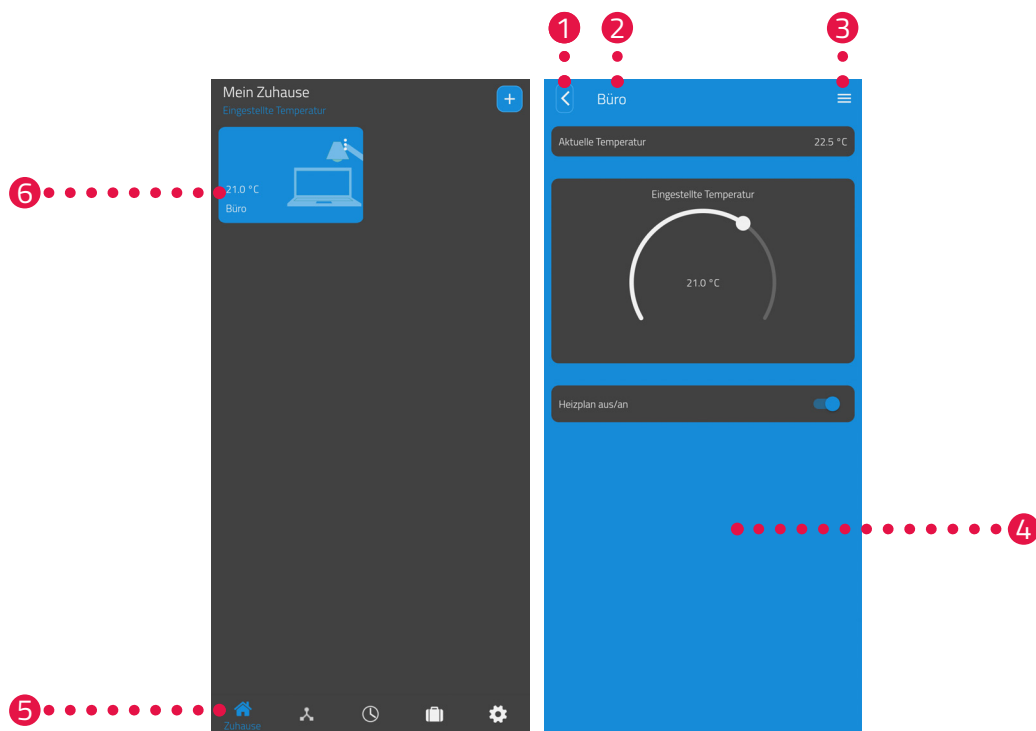 1
2
3
Mein Zuhause
Eingestellte Temperatur
+
Büro
Aktuelle Temperatur
22.5 °C
6
21.0 °C
Büro
Eingestellte Temperatur
21.0 °C
Heizplan aus/an
4
5
Zuhause